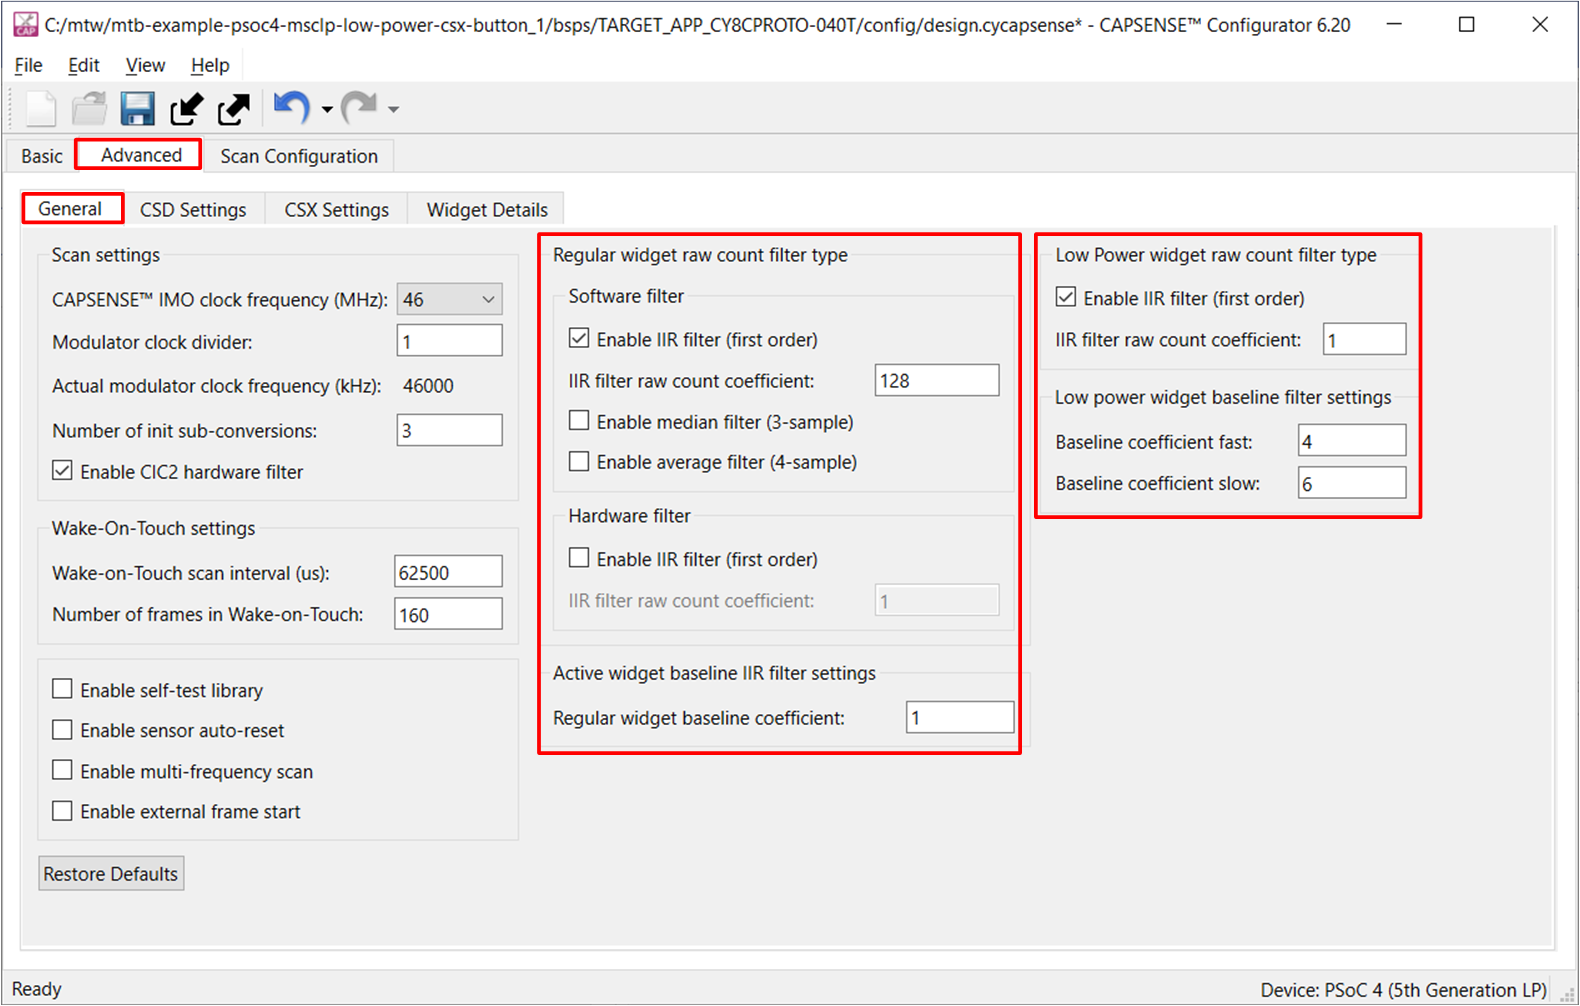 C:/mtw/mtb-example-psoc4-msclp-low-power-csx-button_1/bsps/TARGET_APP_CY8CPROTO-040T/config/design.cycapsense* - CAPSENSE™ Configurator 6.20
File Edit View Help
Basic Advanced Scan Configuration
General CSD Settings CSX Settings Widget Details
Scan settings
CAPSENSE™ IMO clock frequency (MHz): 46
Modulator clock divider: 1
Actual modulator clock frequency (kHz): 46000
Number of init sub-conversions: 3
Enable CIC2 hardware filter
Wake-On-Touch settings
Wake-on-Touch scan interval (us): 62500
Number of frames in Wake-on-Touch: 160
Enable self-test library
Enable sensor auto-reset
Enable multi-frequency scan
Enable external frame start
Restore Defaults
Regular widget raw count filter type
Software filter
Enable IIR filter (first order)
IIR filter raw count coefficient: 128
Enable median filter (3-sample)
Enable average filter (4-sample)
Hardware filter
Enable IIR filter (first order)
IIR filter raw count coefficient: 1
Active widget baseline IIR filter settings
Regular widget baseline coefficient: 1
Low Power widget raw count filter type
Enable IIR filter (first order)
IIR filter raw count coefficient: 1
Low power widget baseline filter settings
Baseline coefficient fast: 4
Baseline coefficient slow: 6
Ready
Device: PSoC 4 (5th Generation LP)